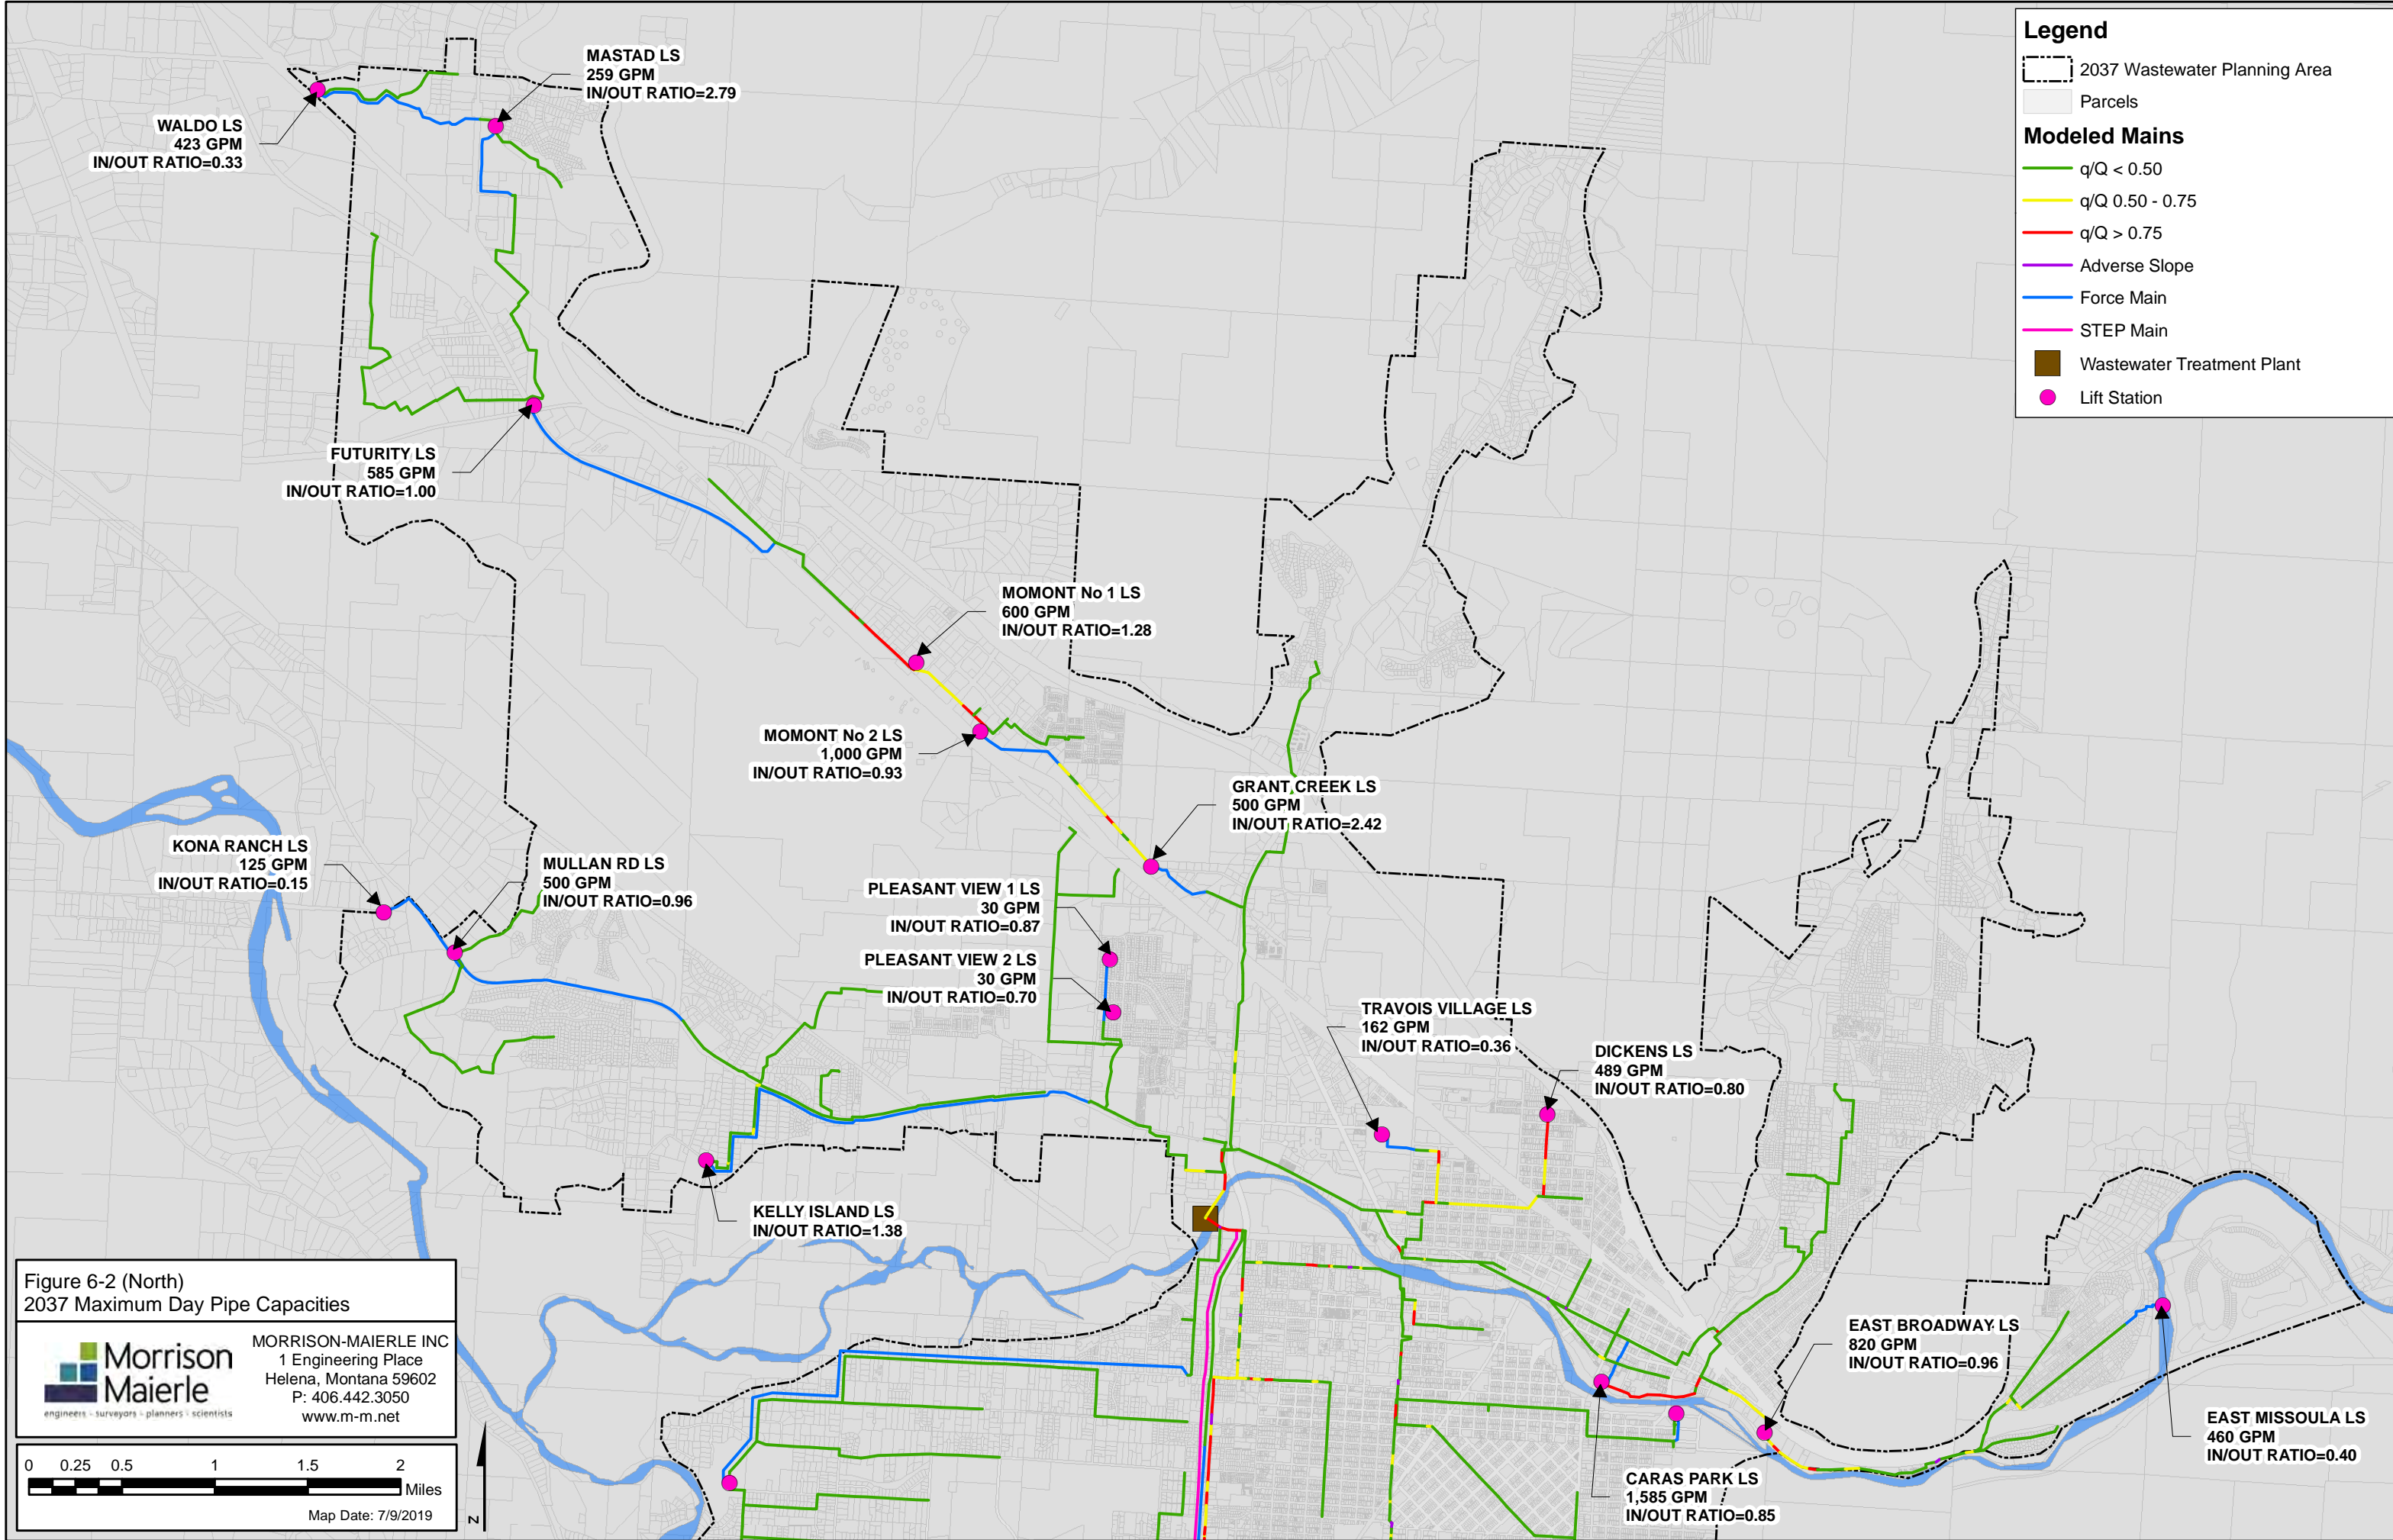 MASTAD LS
259 GPM
IN/OUT RATIO=2.79
WALDO LS
423 GPM
IN/OUT RATIO=0.33
FUTURITY LS
585 GPM
IN/OUT RATIO=1.00
MOMONT No 1 LS
600 GPM
IN/OUT RATIO=1.28
MOMONT No 2 LS
1,000 GPM
IN/OUT RATIO=0.93
GRANT CREEK LS
500 GPM
IN/OUT RATIO=2.42
KONA RANCH LS
125 GPM
IN/OUT RATIO=0.15
MULLAN RD LS
500 GPM
IN/OUT RATIO=0.96
PLEASANT VIEW 1 LS
30 GPM
IN/OUT RATIO=0.87
PLEASANT VIEW 2 LS
30 GPM
IN/OUT RATIO=0.70
TRAVOIS VILLAGE LS
162 GPM
IN/OUT RATIO=0.36
DICKENS LS
489 GPM
IN/OUT RATIO=0.80
KELLY ISLAND LS
IN/OUT RATIO=1.38
EAST BROADWAY LS
820 GPM
IN/OUT RATIO=0.96
EAST MISSOULA LS
460 GPM
IN/OUT RATIO=0.40
CARAS PARK LS
1,585 GPM
IN/OUT RATIO=0.85
Legend
2037 Wastewater Planning Area
Parcels
Modeled Mains
q/Q < 0.50
q/Q 0.50 - 0.75
q/Q > 0.75
Adverse Slope
Force Main
STEP Main
Wastewater Treatment Plant
Lift Station
Figure 6-2 (North)
2037 Maximum Day Pipe Capacities
Morrison
Maierle
engineers - surveyors - planners - scientists
MORRISON-MAIERLE INC
1 Engineering Place
Helena, Montana 59602
P: 406.442.3050
www.m-m.net
0 0.25 0.5 1 1.5 2
Miles
Map Date: 7/9/2019
N